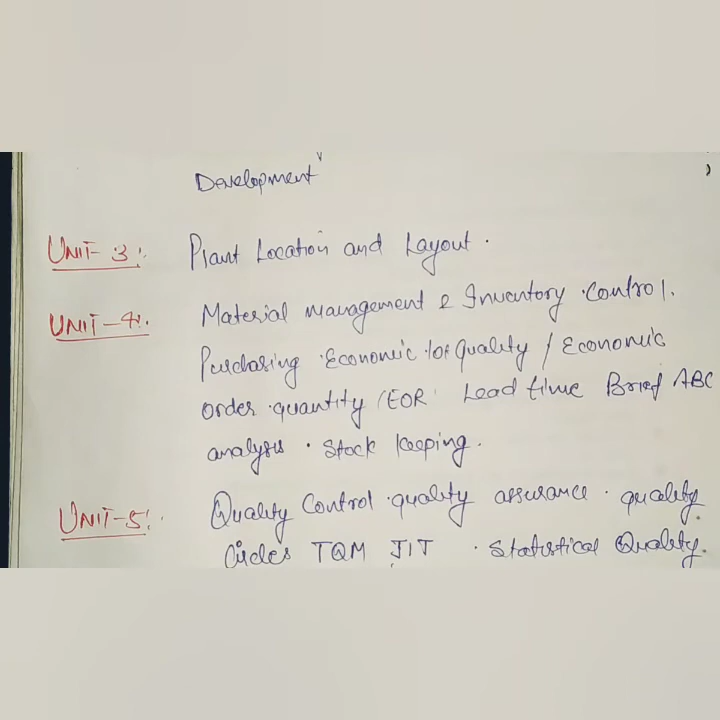 Development
UNIT-3:. Plant Location and Layout.
UNIT-4:. Material management & Inventory Control.
Purchasing Economic lot quality / Economic
order quantity (EOR Lead time Brief ABC
analysis. Stock keeping.
UNIT-5:. Quality Control quality assurance. quality
Circles TQM JIT. Statistical Quality.